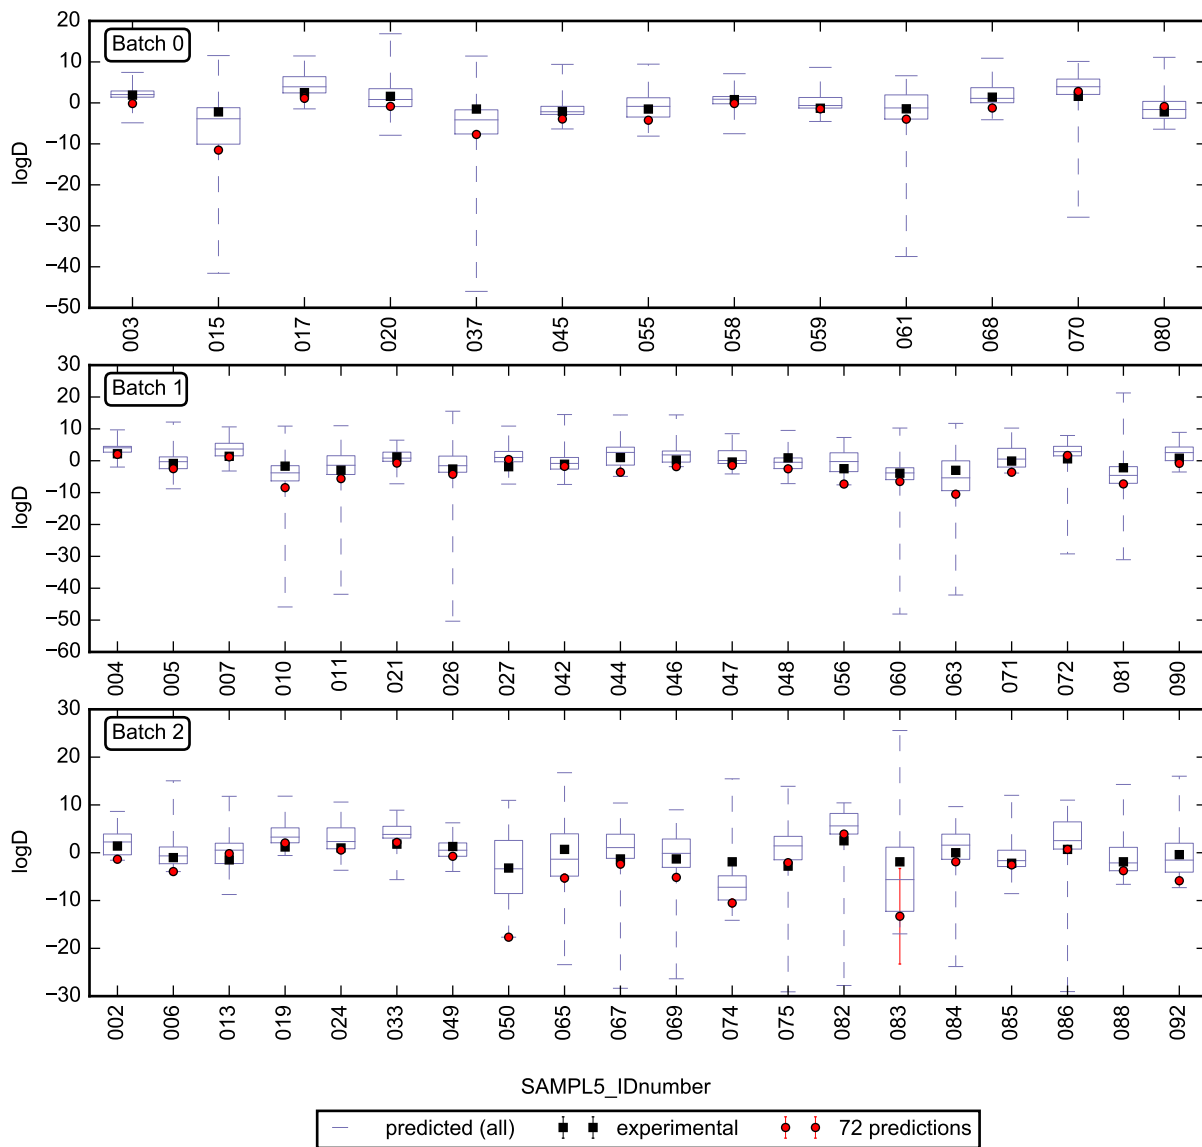 20
Batch 0
10
0
−10
−20
−30
−40
−50
logD
003 015 017 020 037 045 055 058 059 061 068 070 080
30
Batch 1
20
10
0
−10
−20
−30
−40
−50
−60
logD
004 005 007 010 011 021 026 027 042 044 046 047 048 056 060 063 071 072 081 090
30
Batch 2
20
10
0
−10
−20
−30
logD
002 006 013 019 024 033 049 050 065 067 069 074 075 082 083 084 085 086 088 092
SAMPL5_IDnumber
predicted (all) experimental 72 predictions